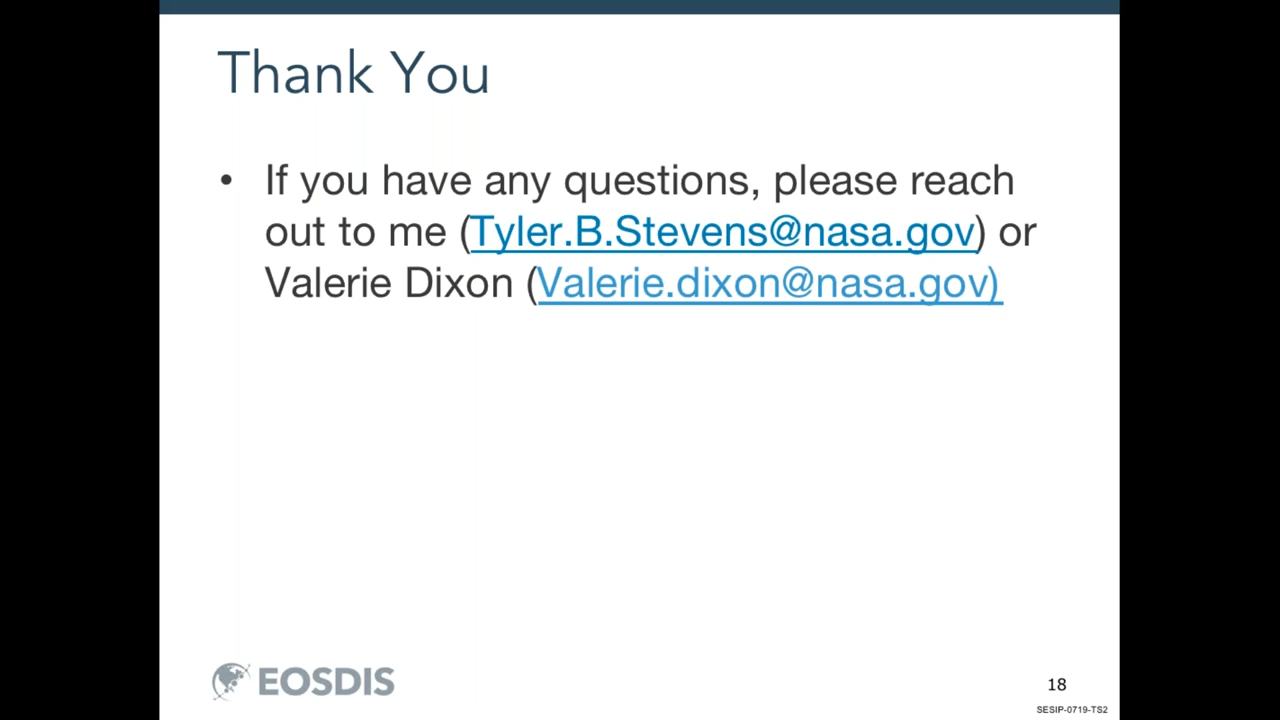 Thank You
• If you have any questions, please reach
out to me (Tyler.B.Stevens@nasa.gov) or
Valerie Dixon (Valerie.dixon@nasa.gov)
EOSDIS
18
SESIP-0719-TS2